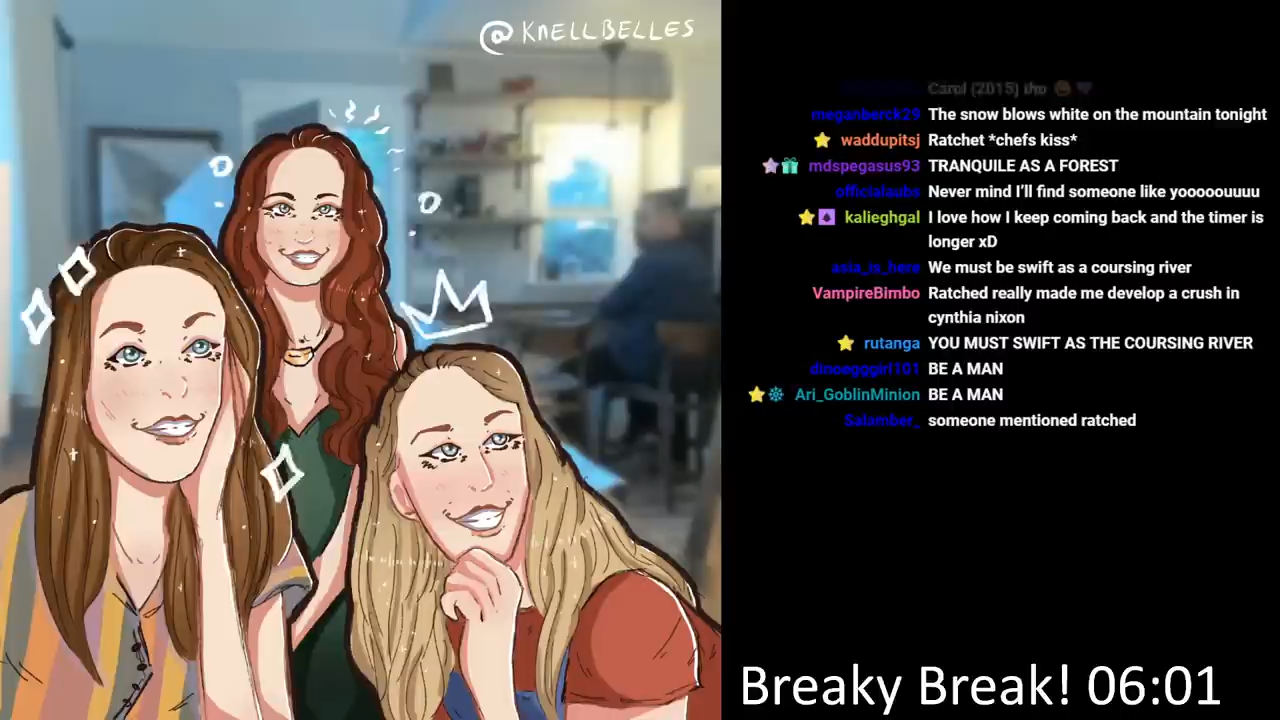 @KNELLBELLES
Carol (2015) tho
meganberck29 The snow blows white on the mountain tonight
waddupitsj Ratchet *chefs kiss*
mdspegasus93 TRANQUILE AS A FOREST
officialaubs Never mind I'll find someone like yooooouuuu
kalieghgal I love how I keep coming back and the timer is
longer xD
asia_is_here We must be swift as a coursing river
VampireBimbo Ratched really made me develop a crush in
cynthia nixon
rutanga YOU MUST SWIFT AS THE COURSING RIVER
dinoegggirl101 BE A MAN
Ari_GoblinMinion BE A MAN
Salamber_ someone mentioned ratched
Breaky Break! 06:01